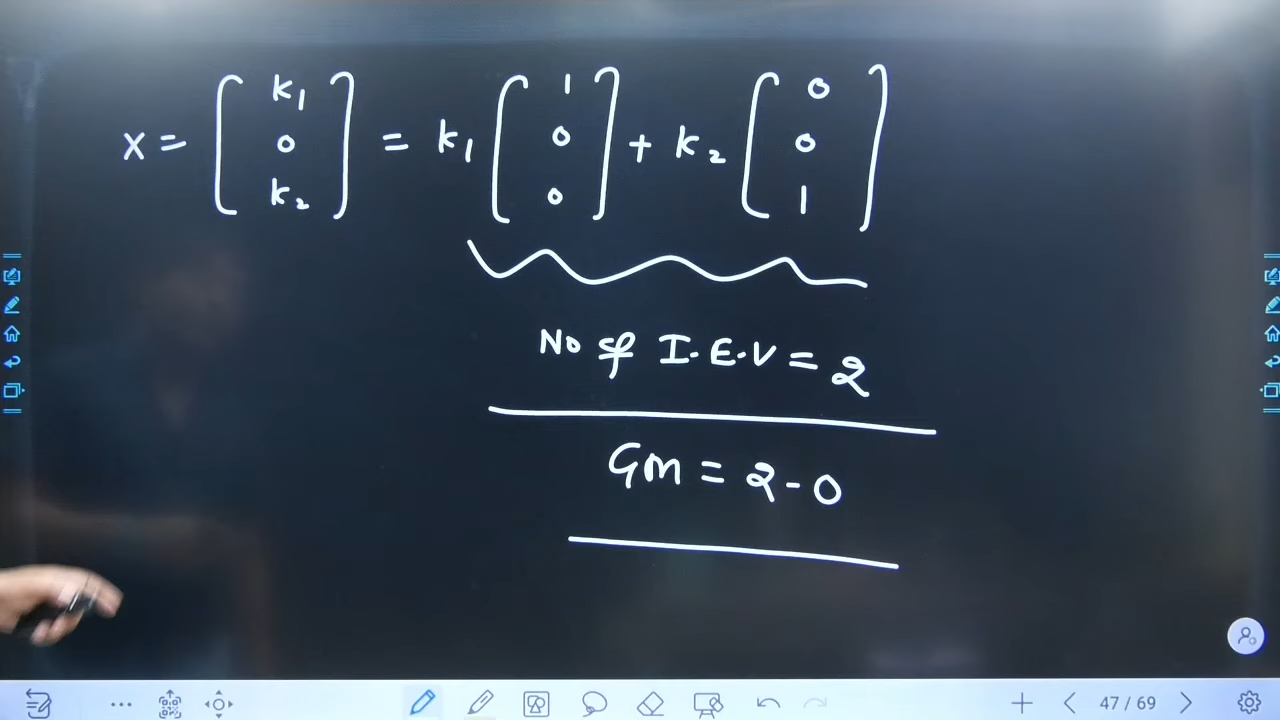 x = [ k1 0 k2 ] = k1 [ 1 0 0 ] + k2 [ 0 0 1 ]
No of I.E.V = 2
GM = 2 - 0
47 / 69